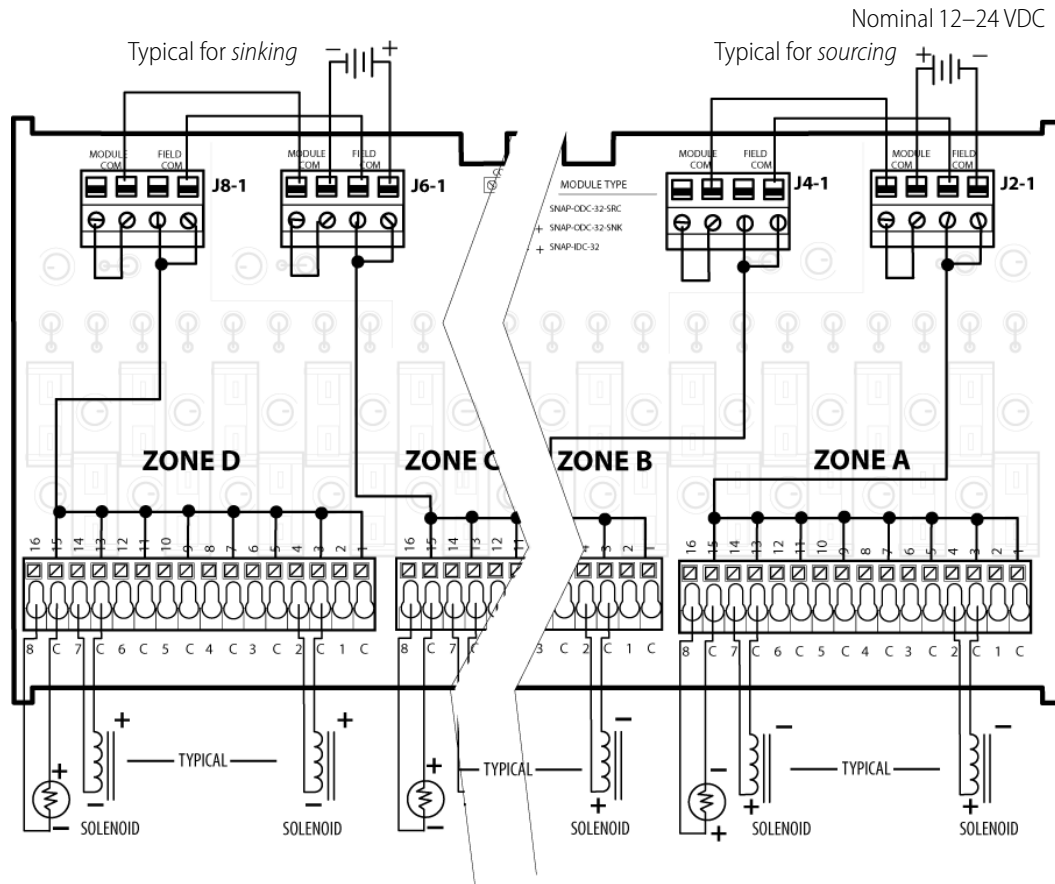 Nominal 12–24 VDC
Typical for sinking
− +
Typical for sourcing
+ −
MODULE COM
FIELD COM
J8-1
MODULE COM
FIELD COM
J6-1
MODULE TYPE
SNAP-ODC-32-SRC
+ SNAP-ODC-32-SNK
+ SNAP-IDC-32
MODULE COM
FIELD COM
J4-1
MODULE COM
FIELD COM
J2-1
ZONE D
ZONE C
ZONE B
ZONE A
16 15 14 13 12 11 10 9 8 7 6 5 4 3 2 1
16 15 14 13 12 11
4 3 2 1
16 15 14 13 12 11 10 9 8 7 6 5 4 3 2 1
8 C 7 C 6 C 5 C 4 C 3 C 2 C 1 C
8 C 7 C
3 C 2 C 1 C
8 C 7 C 6 C 5 C 4 C 3 C 2 C 1 C
+ + − − −
TYPICAL
TYPICAL
TYPICAL
+ + −
− − − + + +
SOLENOID
SOLENOID
SOLENOID
SOLENOID
SOLENOID
− − +